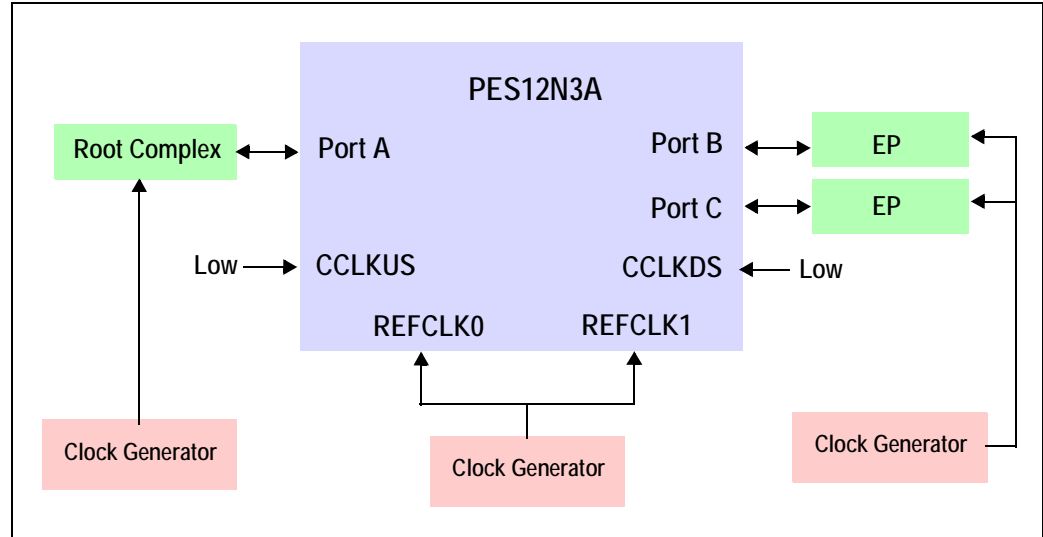 PES12N3A
Root Complex
Port A
Port B
EP
Port C
EP
Low
CCLKUS
CCLKDS
Low
REFCLK0
REFCLK1
Clock Generator
Clock Generator
Clock Generator